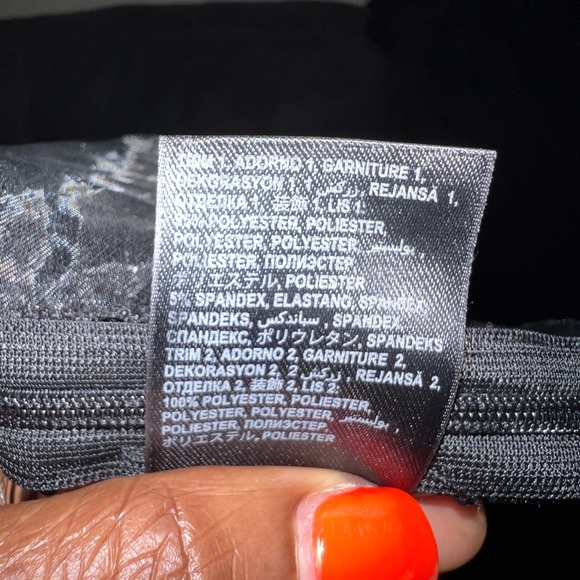 TRIM 1, ADORNO 1, GARNITURE 1,
DEKORASYON 1, زركش 1, REJANSĂ 1,
ОТДЕЛКА 1, 装飾 1, LIS 1,
95% POLYESTER, POLIÉSTER
POLYESTER, POLYESTER, بوليستر,
POLIESTER, ПОЛИЭСТЕР,
ポリエステル, POLIESTER
5% SPANDEX, ELASTANO, SPANDEX,
SPANDEKS, سباندكس, SPANDEX,
СПАНДЕКС, ポリウレタン, SPANDEKS
TRIM 2, ADORNO 2, GARNITURE 2,
DEKORASYON 2, زركش 2, REJANSĂ 2,
ОТДЕЛКА 2, 装飾 2, LIS 2,
100% POLYESTER, POLIESTER,
POLYESTER, POLYESTER, بوليستر,
POLIESTER, ПОЛИЭСТЕР,
ポリエステル, POLIESTER